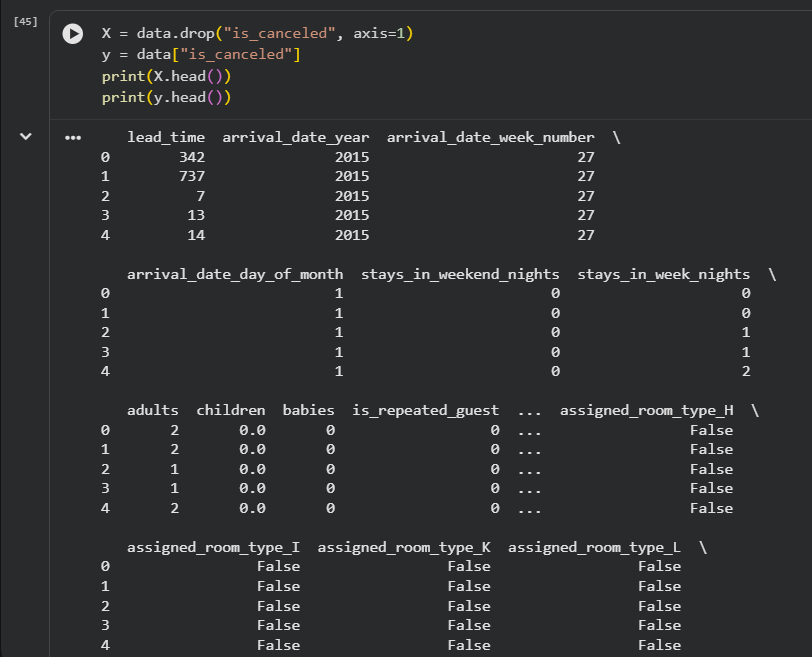 [45]
X = data.drop("is_canceled", axis=1)
y = data["is_canceled"]
print(X.head())
print(y.head())
... lead_time arrival_date_year arrival_date_week_number \
0 342 2015 27
1 737 2015 27
2 7 2015 27
3 13 2015 27
4 14 2015 27
arrival_date_day_of_month stays_in_weekend_nights stays_in_week_nights \
0 1 0 0
1 1 0 0
2 1 0 1
3 1 0 1
4 1 0 2
adults children babies is_repeated_guest ... assigned_room_type_H \
0 2 0.0 0 0 ... False
1 2 0.0 0 0 ... False
2 1 0.0 0 0 ... False
3 1 0.0 0 0 ... False
4 2 0.0 0 0 ... False
assigned_room_type_I assigned_room_type_K assigned_room_type_L \
0 False False False
1 False False False
2 False False False
3 False False False
4 False False False